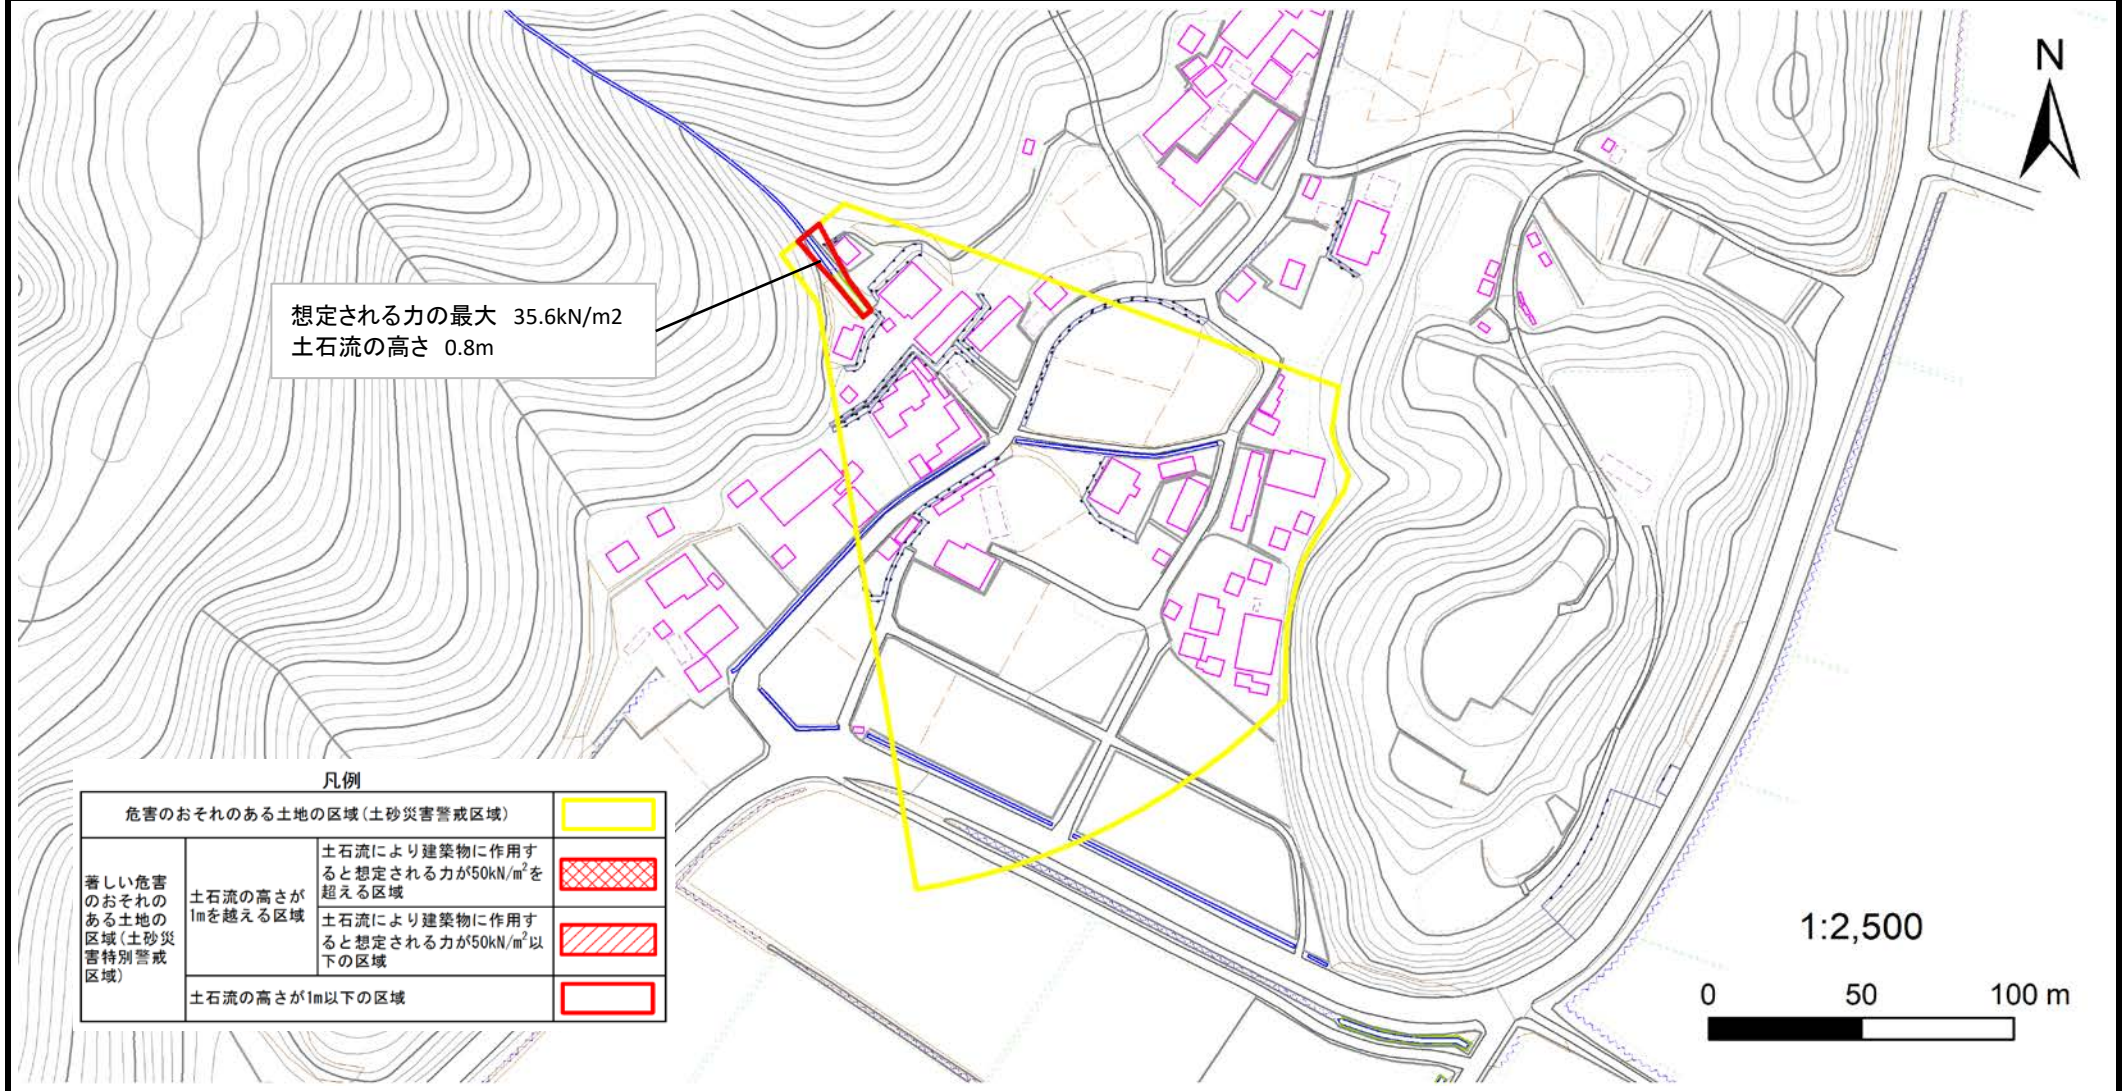 N
想定される力の最大 35.6kN/m2
土石流の高さ 0.8m
凡例
危害のおそれのある土地の区域(土砂災害警戒区域)
著しい危害
のおそれの
ある土地の
区域(土砂災
害特別警戒
区域)
土石流の高さが
1mを越える区域
土石流により建築物に作用す
ると想定される力が50kN/㎡を
超える区域
土石流により建築物に作用す
ると想定される力が50kN/㎡以
下の区域
土石流の高さが1m以下の区域
1:2,500
0 50 100 m